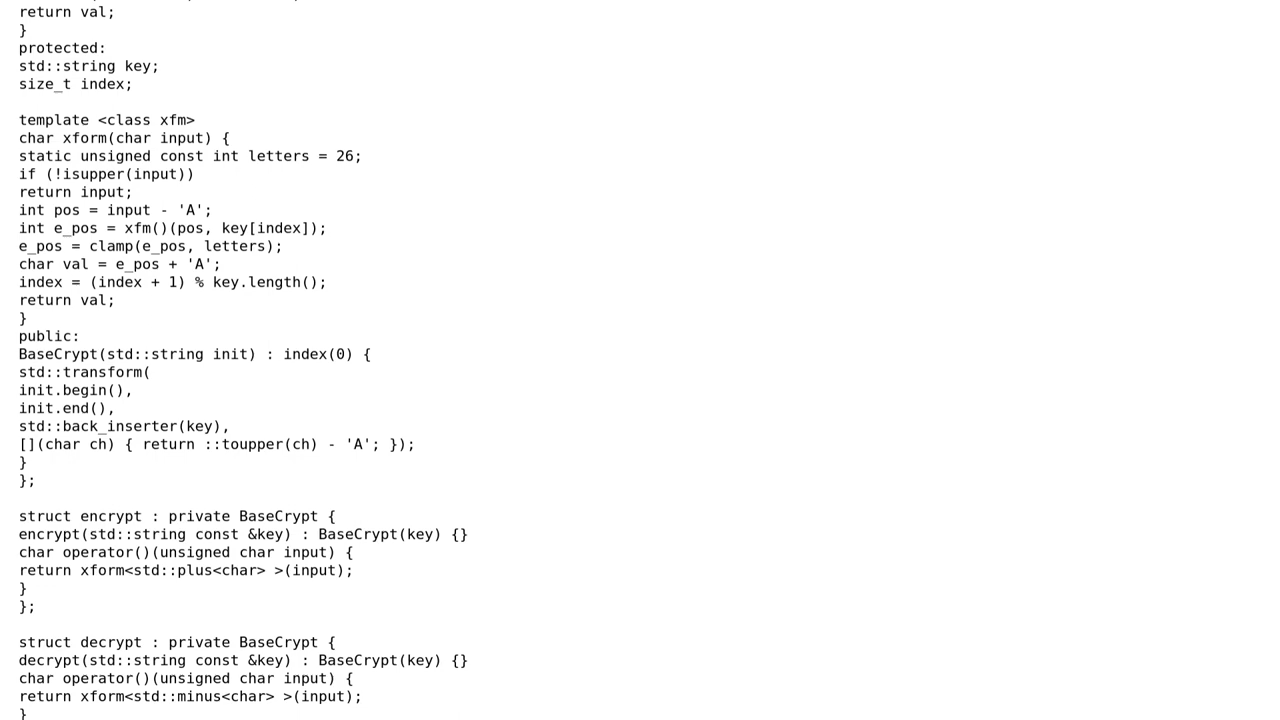 return val;
}
protected:
std::string key;
size_t index;

template <class xfm>
char xform(char input) {
static unsigned const int letters = 26;
if (!isupper(input))
return input;
int pos = input - 'A';
int e_pos = xfm()(pos, key[index]);
e_pos = clamp(e_pos, letters);
char val = e_pos + 'A';
index = (index + 1) % key.length();
return val;
}
public:
BaseCrypt(std::string init) : index(0) {
std::transform(
init.begin(),
init.end(),
std::back_inserter(key),
[](char ch) { return ::toupper(ch) - 'A'; });
}
};

struct encrypt : private BaseCrypt {
encrypt(std::string const &key) : BaseCrypt(key) {}
char operator()(unsigned char input) {
return xform<std::plus<char> >(input);
}
};

struct decrypt : private BaseCrypt {
decrypt(std::string const &key) : BaseCrypt(key) {}
char operator()(unsigned char input) {
return xform<std::minus<char> >(input);
}